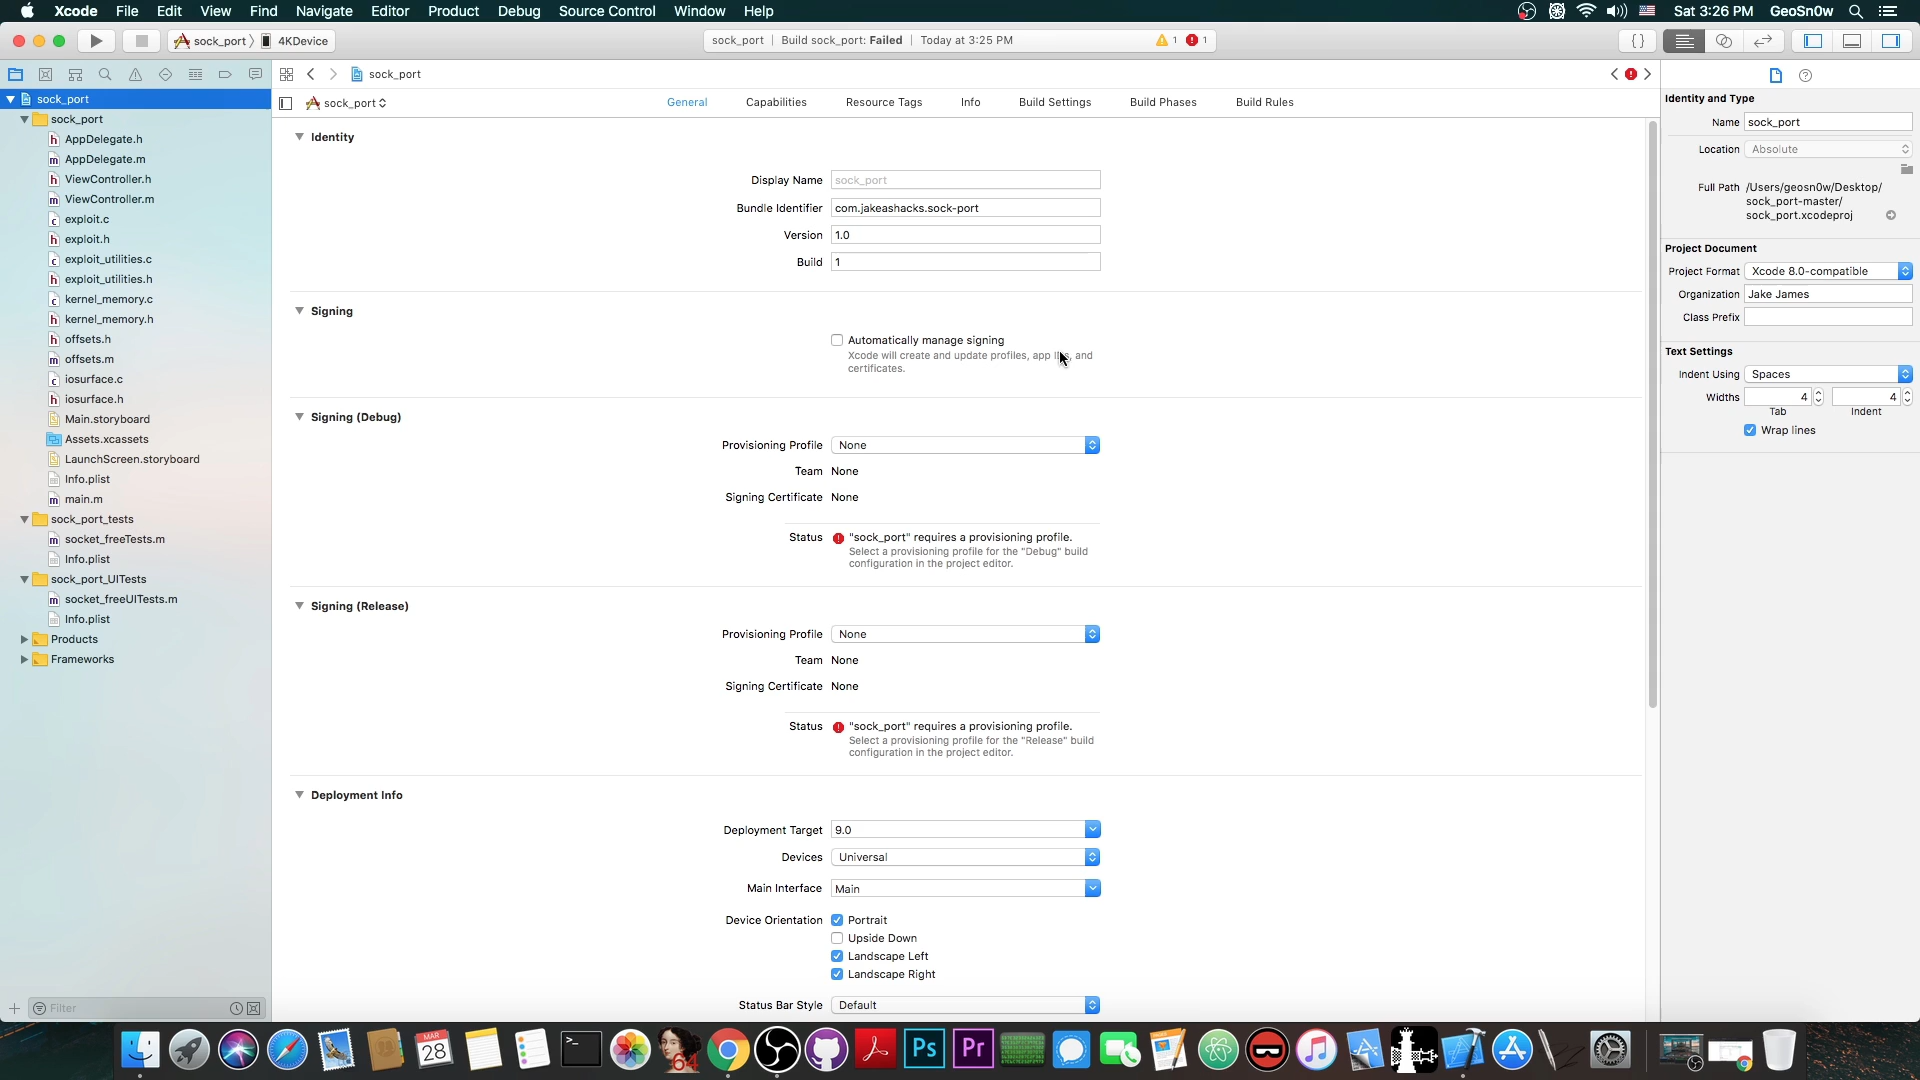 Xcode File Edit View Find Navigate Editor Product Debug Source Control Window Help Sat 3:26 PM GeoSn0w
sock_port 4KDevice sock_port | Build sock_port: Failed | Today at 3:25 PM 1 1
sock_port
sock_port
General Capabilities Resource Tags Info Build Settings Build Phases Build Rules
sock_port
sock_port
AppDelegate.h
AppDelegate.m
ViewController.h
ViewController.m
exploit.c
exploit.h
exploit_utilities.c
exploit_utilities.h
kernel_memory.c
kernel_memory.h
offsets.h
offsets.m
iosurface.c
iosurface.h
Main.storyboard
Assets.xcassets
LaunchScreen.storyboard
Info.plist
main.m
sock_port_tests
socket_freeTests.m
Info.plist
sock_port_UITests
socket_freeUITests.m
Info.plist
Products
Frameworks
Filter
Identity
Display Name sock_port
Bundle Identifier com.jakeashacks.sock-port
Version 1.0
Build 1
Signing
Automatically manage signing
Xcode will create and update profiles, app and
certificates.
Signing (Debug)
Provisioning Profile None
Team None
Signing Certificate None
Status "sock_port" requires a provisioning profile.
Select a provisioning profile for the "Debug" build
configuration in the project editor.
Signing (Release)
Provisioning Profile None
Team None
Signing Certificate None
Status "sock_port" requires a provisioning profile.
Select a provisioning profile for the "Release" build
configuration in the project editor.
Deployment Info
Deployment Target 9.0
Devices Universal
Main Interface Main
Device Orientation Portrait
Upside Down
Landscape Left
Landscape Right
Status Bar Style Default
Identity and Type
Name sock_port
Location Absolute
Full Path /Users/geosn0w/Desktop/
sock_port-master/
sock_port.xcodeproj
Project Document
Project Format Xcode 8.0-compatible
Organization Jake James
Class Prefix
Text Settings
Indent Using Spaces
Widths 4 4
Tab Indent
Wrap lines
MAR
28
64
Ps
Pr